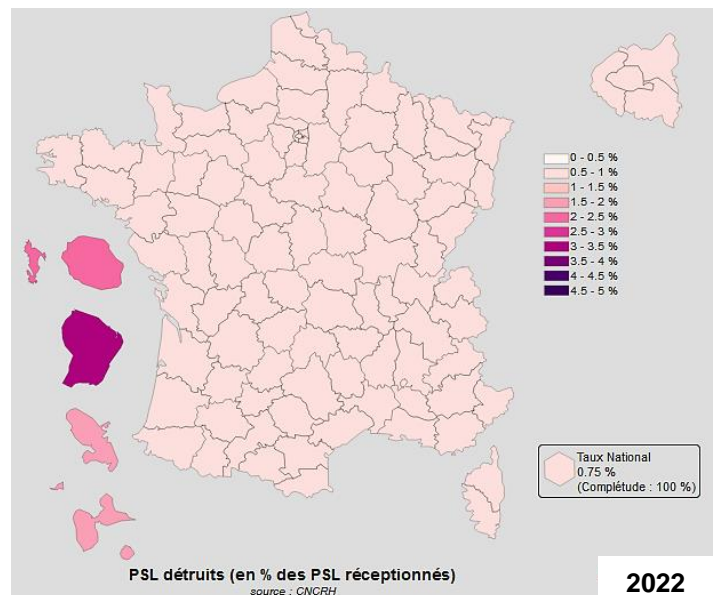 0 - 0.5 %
0.5 - 1 %
1 - 1.5 %
1.5 - 2 %
2 - 2.5 %
2.5 - 3 %
3 - 3.5 %
3.5 - 4 %
4 - 4.5 %
4.5 - 5 %
Taux National
0.75 %
(Complétude : 100 %)
PSL détruits (en % des PSL réceptionnés)
source : CNCRH
2022